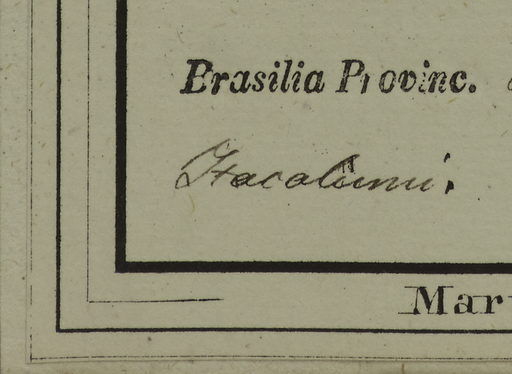 Brasilia Provinc.
Itacolumi.
Mar